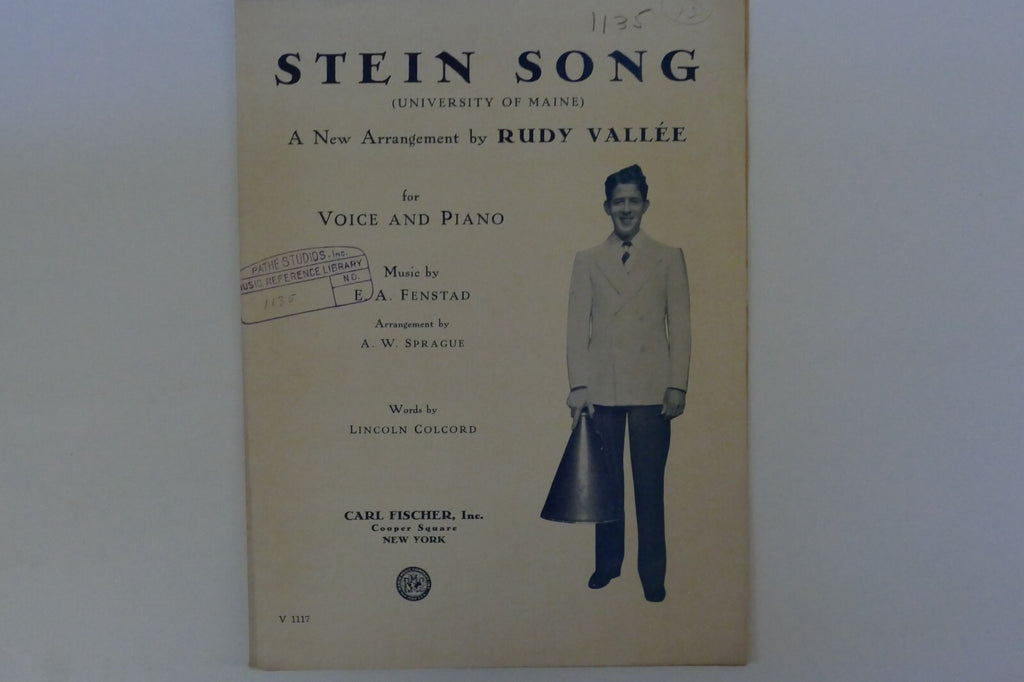 1135
STEIN SONG
(UNIVERSITY OF MAINE)
A New Arrangement by RUDY VALLÉE
for
VOICE AND PIANO
PATHE STUDIOS, Inc.
MUSIC REFERENCE LIBRARY
NO.
1135
Music by
E. A. FENSTAD
Arrangement by
A. W. SPRAGUE
Words by
LINCOLN COLCORD
CARL FISCHER, Inc.
Cooper Square
NEW YORK
V 1117